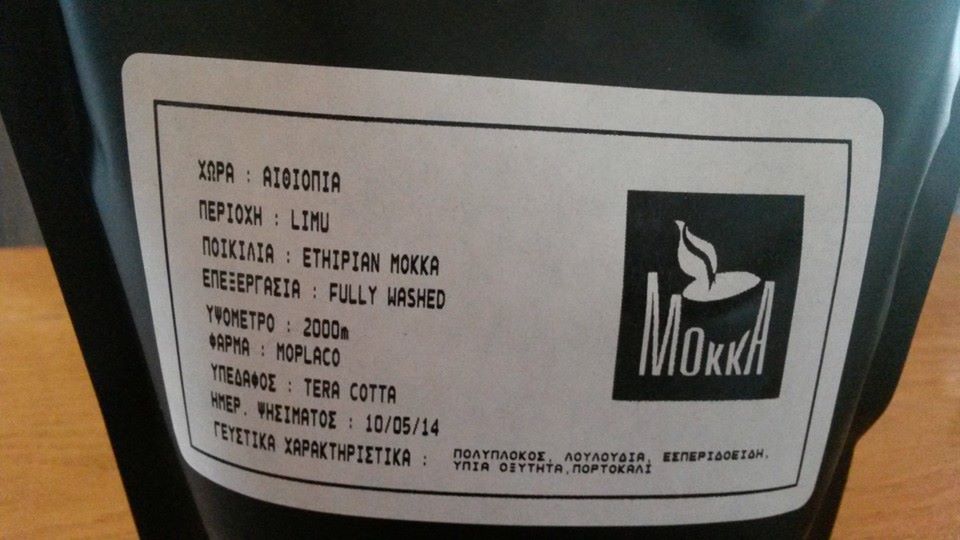 ΧΩΡΑ : ΑΙΘΙΟΠΙΑ
ΠΕΡΙΟΧΗ : LIMU
ΠΟΙΚΙΛΙΑ : ETHIPIAN MOKKA
ΕΠΕΞΕΡΓΑΣΙΑ : FULLY WASHED
ΥΨΟΜΕΤΡΟ : 2000m
ΦΑΡΜΑ : MOPLACO
ΥΠΕΔΑΦΟΣ : TERA COTTA
ΗΜΕΡ. ΨΗΣΙΜΑΤΟΣ : 10/05/14
ΓΕΥΣΤΙΚΑ ΧΑΡΑΚΤΗΡΙΣΤΙΚΑ : ΠΟΛΥΠΛΟΚΟΣ, ΛΟΥΛΟΥΔΙΑ, ΕΣΠΕΡΙΔΟΕΙΔΗ,
ΥΠΙΑ ΟΞΥΤΗΤΑ,ΠΟΡΤΟΚΑΛΙ
MOKKA